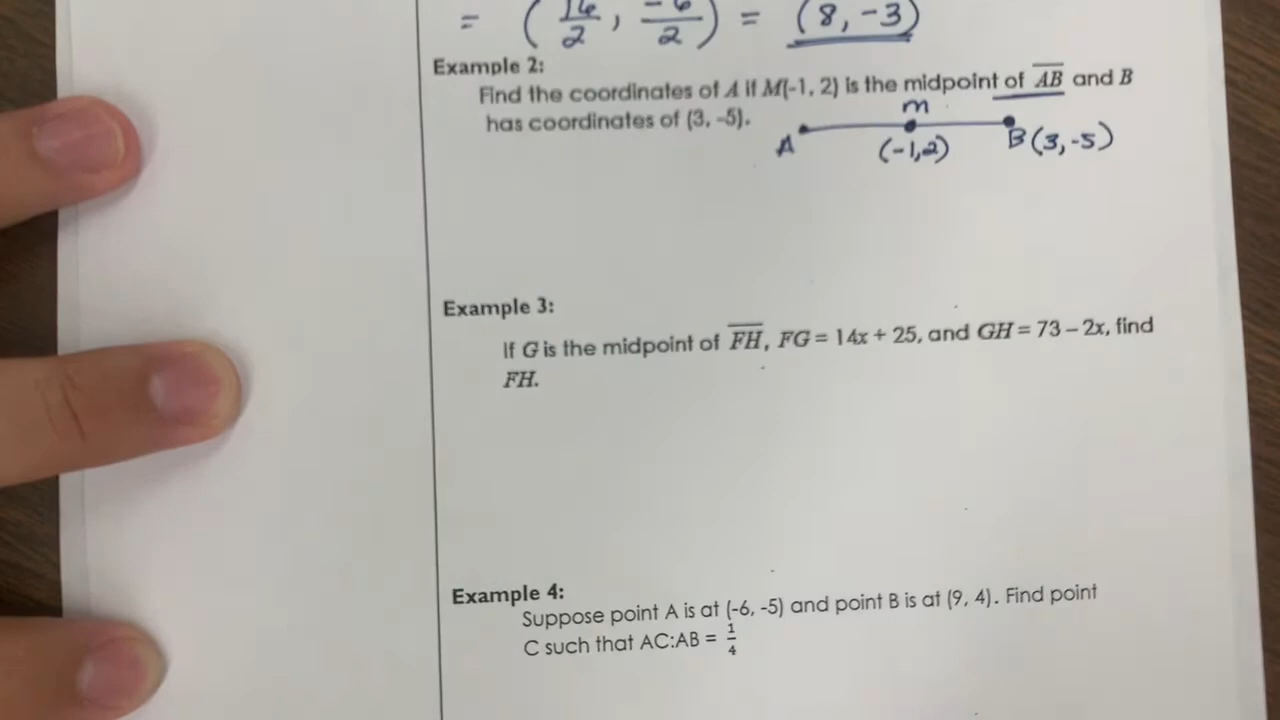 = (16/2, -6/2) = (8, -3)
Example 2:
Find the coordinates of A if M(-1, 2) is the midpoint of A̅B̅ and B
has coordinates of (3, -5).
A m B (3, -5)
(-1, 2)
Example 3:
If G is the midpoint of F̅H̅, FG = 14x + 25, and GH = 73 – 2x, find
FH.
Example 4:
Suppose point A is at (-6, -5) and point B is at (9, 4). Find point
C such that AC:AB = 1/4